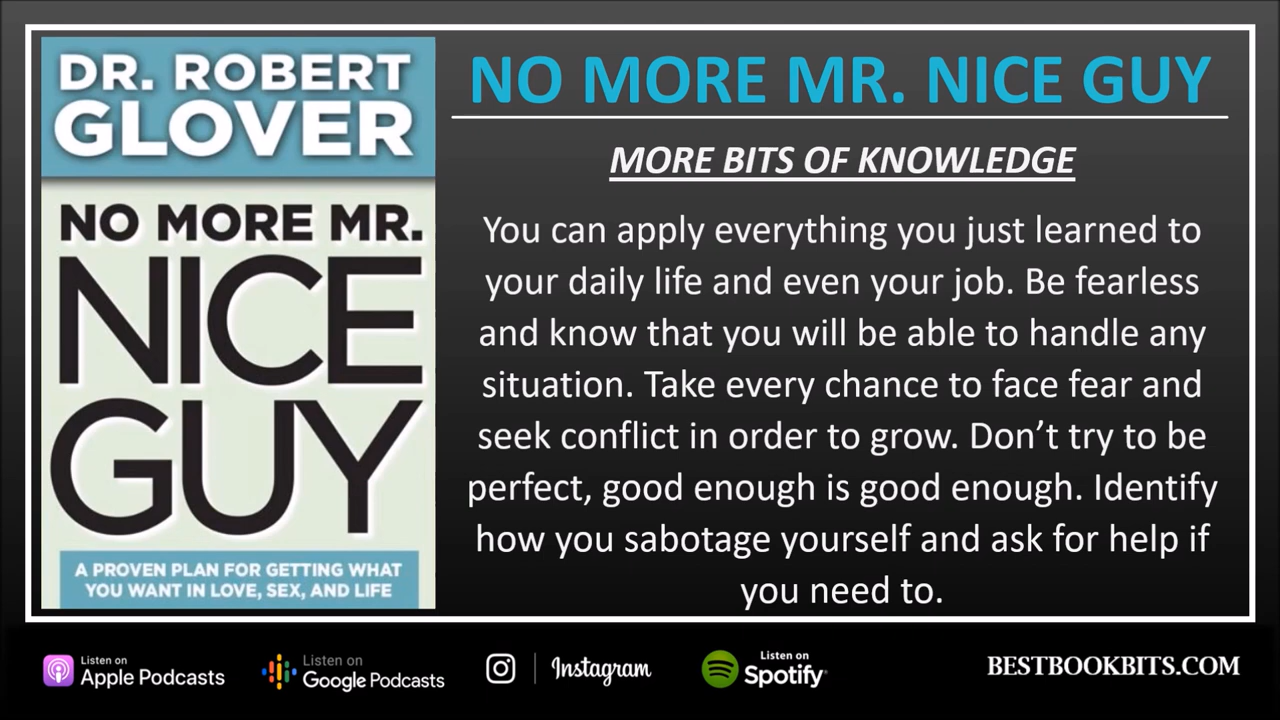 DR. ROBERT
GLOVER
NO MORE MR.
NICE
GUY
A PROVEN PLAN FOR GETTING WHAT
YOU WANT IN LOVE, SEX, AND LIFE
NO MORE MR. NICE GUY
MORE BITS OF KNOWLEDGE
You can apply everything you just learned to
your daily life and even your job. Be fearless
and know that you will be able to handle any
situation. Take every chance to face fear and
seek conflict in order to grow. Don’t try to be
perfect, good enough is good enough. Identify
how you sabotage yourself and ask for help if
you need to.
Listen on
Apple Podcasts
Listen on
Google Podcasts
Instagram
Listen on
Spotify
BESTBOOKBITS.COM